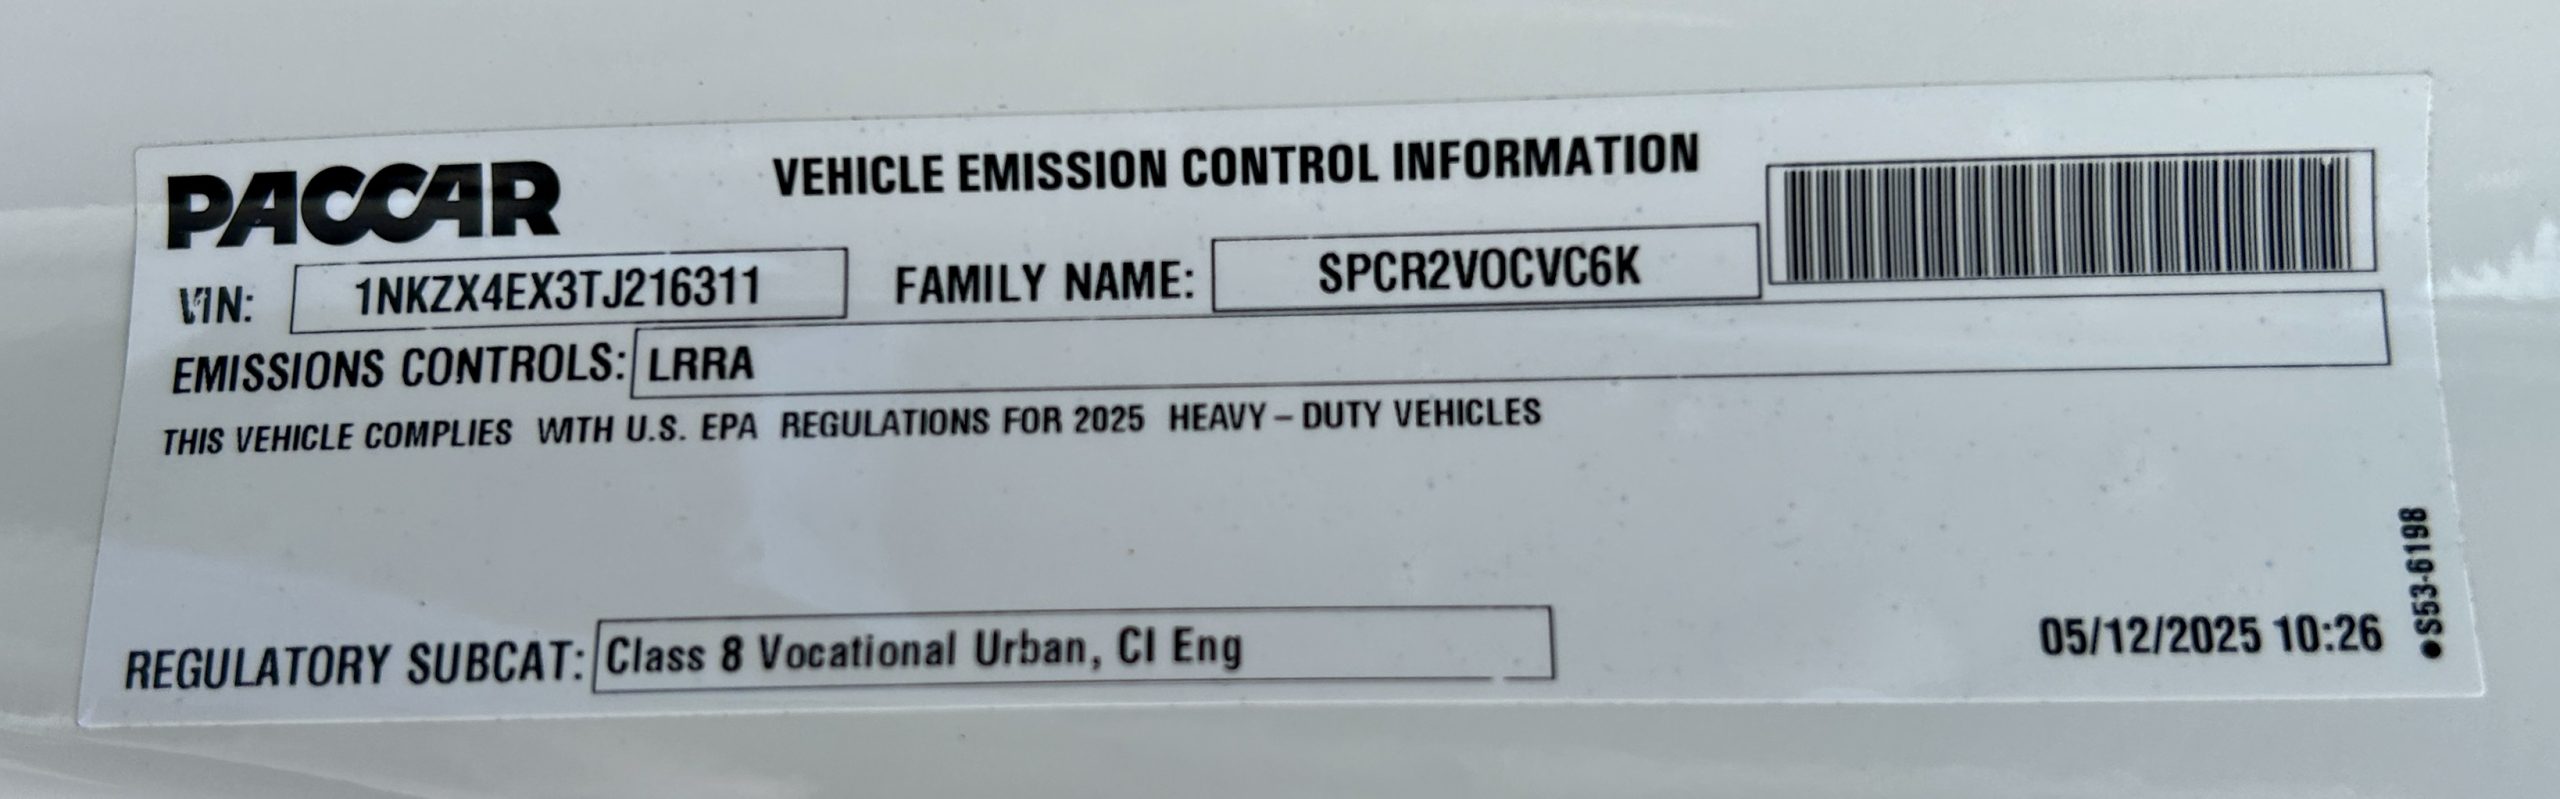 PACCAR
VEHICLE EMISSION CONTROL INFORMATION
VIN: 1NKZX4EX3TJ216311 FAMILY NAME: SPCR2VOCVC6K
EMISSIONS CONTROLS: LRRA
THIS VEHICLE COMPLIES WITH U.S. EPA REGULATIONS FOR 2025 HEAVY – DUTY VEHICLES
REGULATORY SUBCAT: Class 8 Vocational Urban, CI Eng
05/12/2025 10:26
●S53-6198